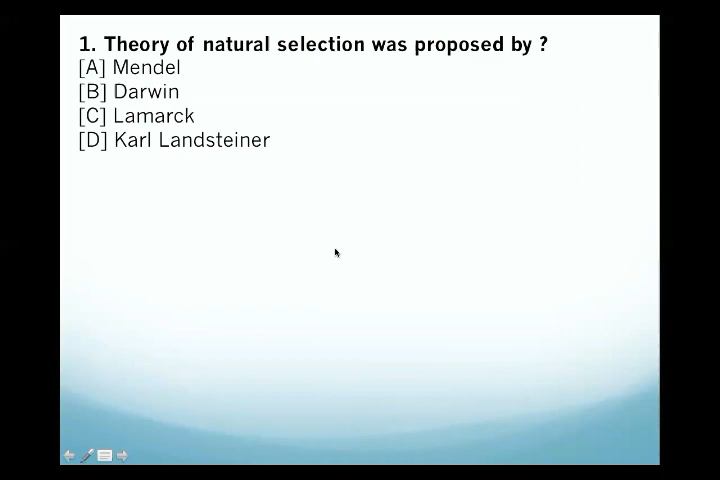 1. Theory of natural selection was proposed by ?
[A] Mendel
[B] Darwin
[C] Lamarck
[D] Karl Landsteiner